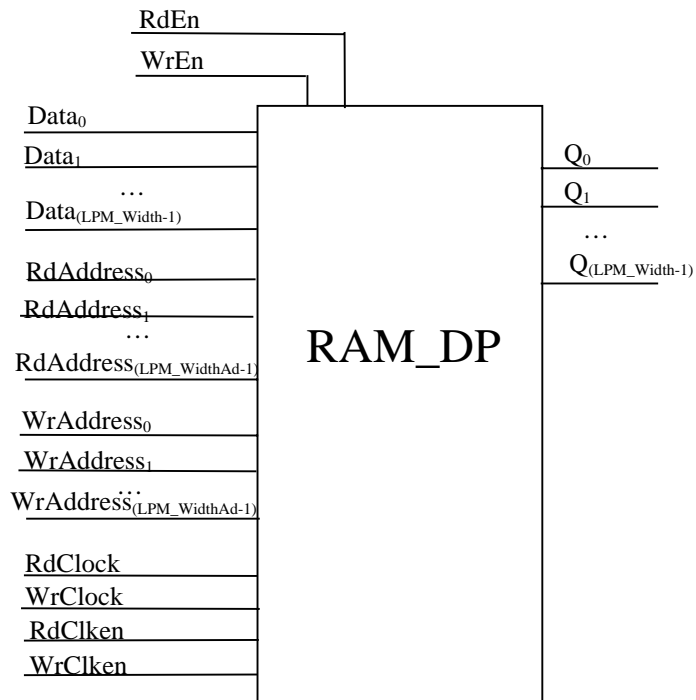 RdEn
WrEn
Data₀
Data₁
...
Data(LPM_Width-1)
RdAddress₀
RdAddress₁
...
RdAddress(LPM_WidthAd-1)
WrAddress₀
WrAddress₁
...
WrAddress(LPM_WidthAd-1)
RdClock
WrClock
RdClken
WrClken
RAM_DP
Q₀
Q₁
...
Q(LPM_Width-1)